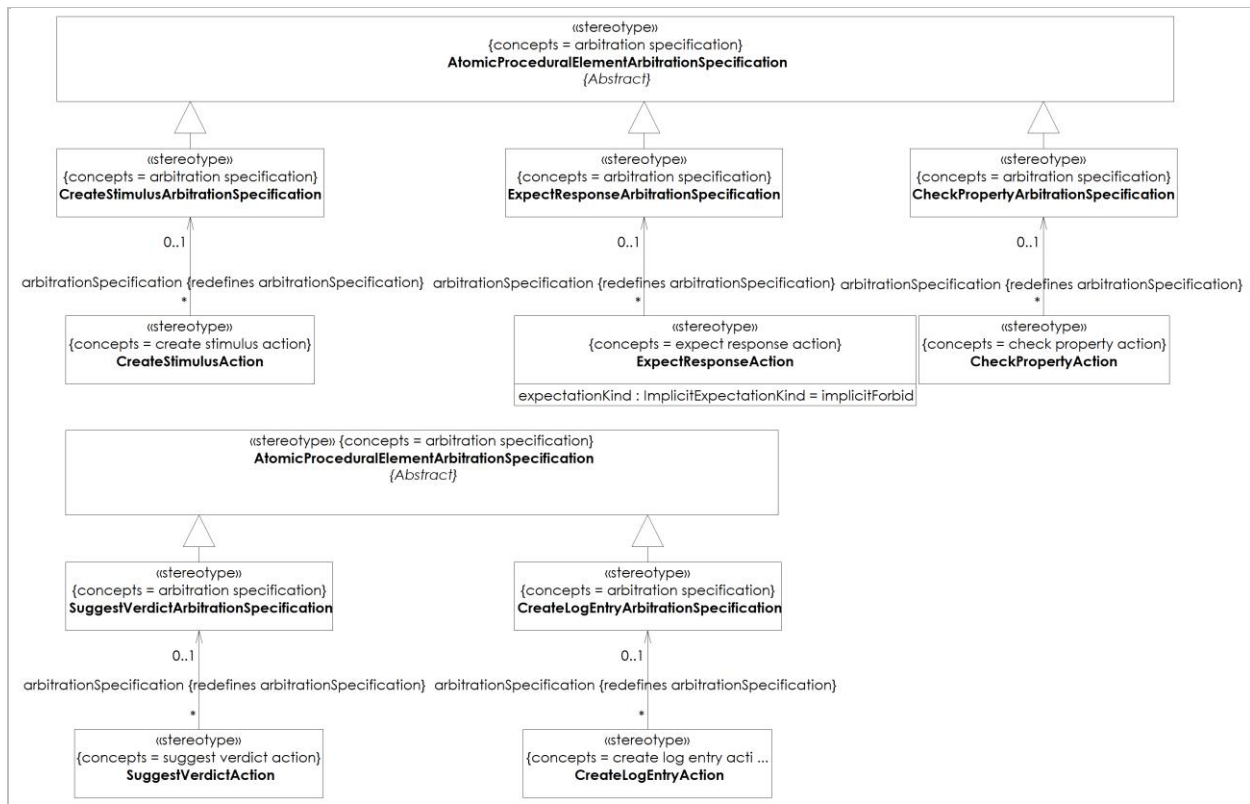 «stereotype»
{concepts = arbitration specification}
AtomicProceduralElementArbitrationSpecification
{Abstract}
«stereotype»
{concepts = arbitration specification}
CreateStimulusArbitrationSpecification
«stereotype»
{concepts = arbitration specification}
ExpectResponseArbitrationSpecification
«stereotype»
{concepts = arbitration specification}
CheckPropertyArbitrationSpecification
0..1
0..1
0..1
arbitrationSpecification {redefines arbitrationSpecification}
arbitrationSpecification {redefines arbitrationSpecification}
arbitrationSpecification {redefines arbitrationSpecification}
*
*
*
«stereotype»
{concepts = create stimulus action}
CreateStimulusAction
«stereotype»
{concepts = expect response action}
ExpectResponseAction
expectationKind : ImplicitExpectationKind = implicitForbid
«stereotype»
{concepts = check property action}
CheckPropertyAction
«stereotype» {concepts = arbitration specification}
AtomicProceduralElementArbitrationSpecification
{Abstract}
«stereotype»
{concepts = arbitration specification}
SuggestVerdictArbitrationSpecification
«stereotype»
{concepts = arbitration specification}
CreateLogEntryArbitrationSpecification
0..1
0..1
arbitrationSpecification {redefines arbitrationSpecification}
arbitrationSpecification {redefines arbitrationSpecification}
*
*
«stereotype»
{concepts = suggest verdict action}
SuggestVerdictAction
«stereotype»
{concepts = create log entry acti ...
CreateLogEntryAction